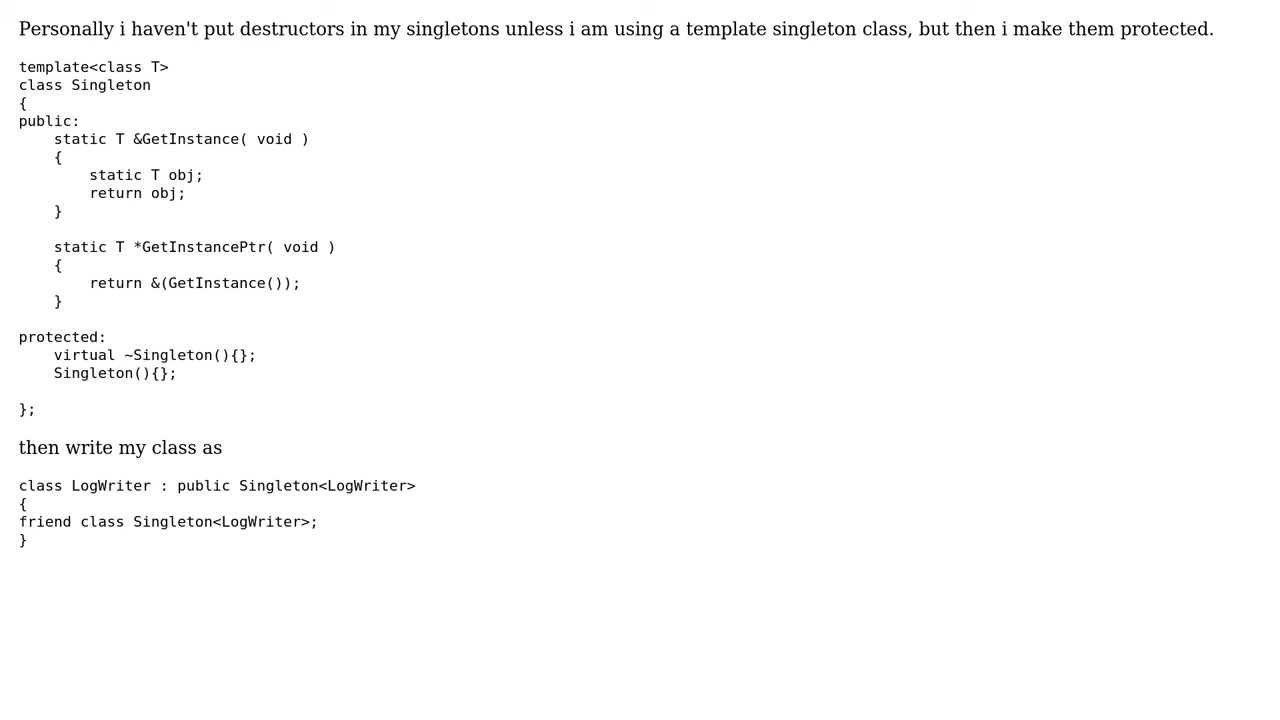 Personally i haven't put destructors in my singletons unless i am using a template singleton class, but then i make them protected.
template<class T>
class Singleton
{
public:
    static T &GetInstance( void )
    {
        static T obj;
        return obj;
    }

    static T *GetInstancePtr( void )
    {
        return &(GetInstance());
    }

protected:
    virtual ~Singleton(){};
    Singleton(){};

};
then write my class as
class LogWriter : public Singleton<LogWriter>
{
friend class Singleton<LogWriter>;
}